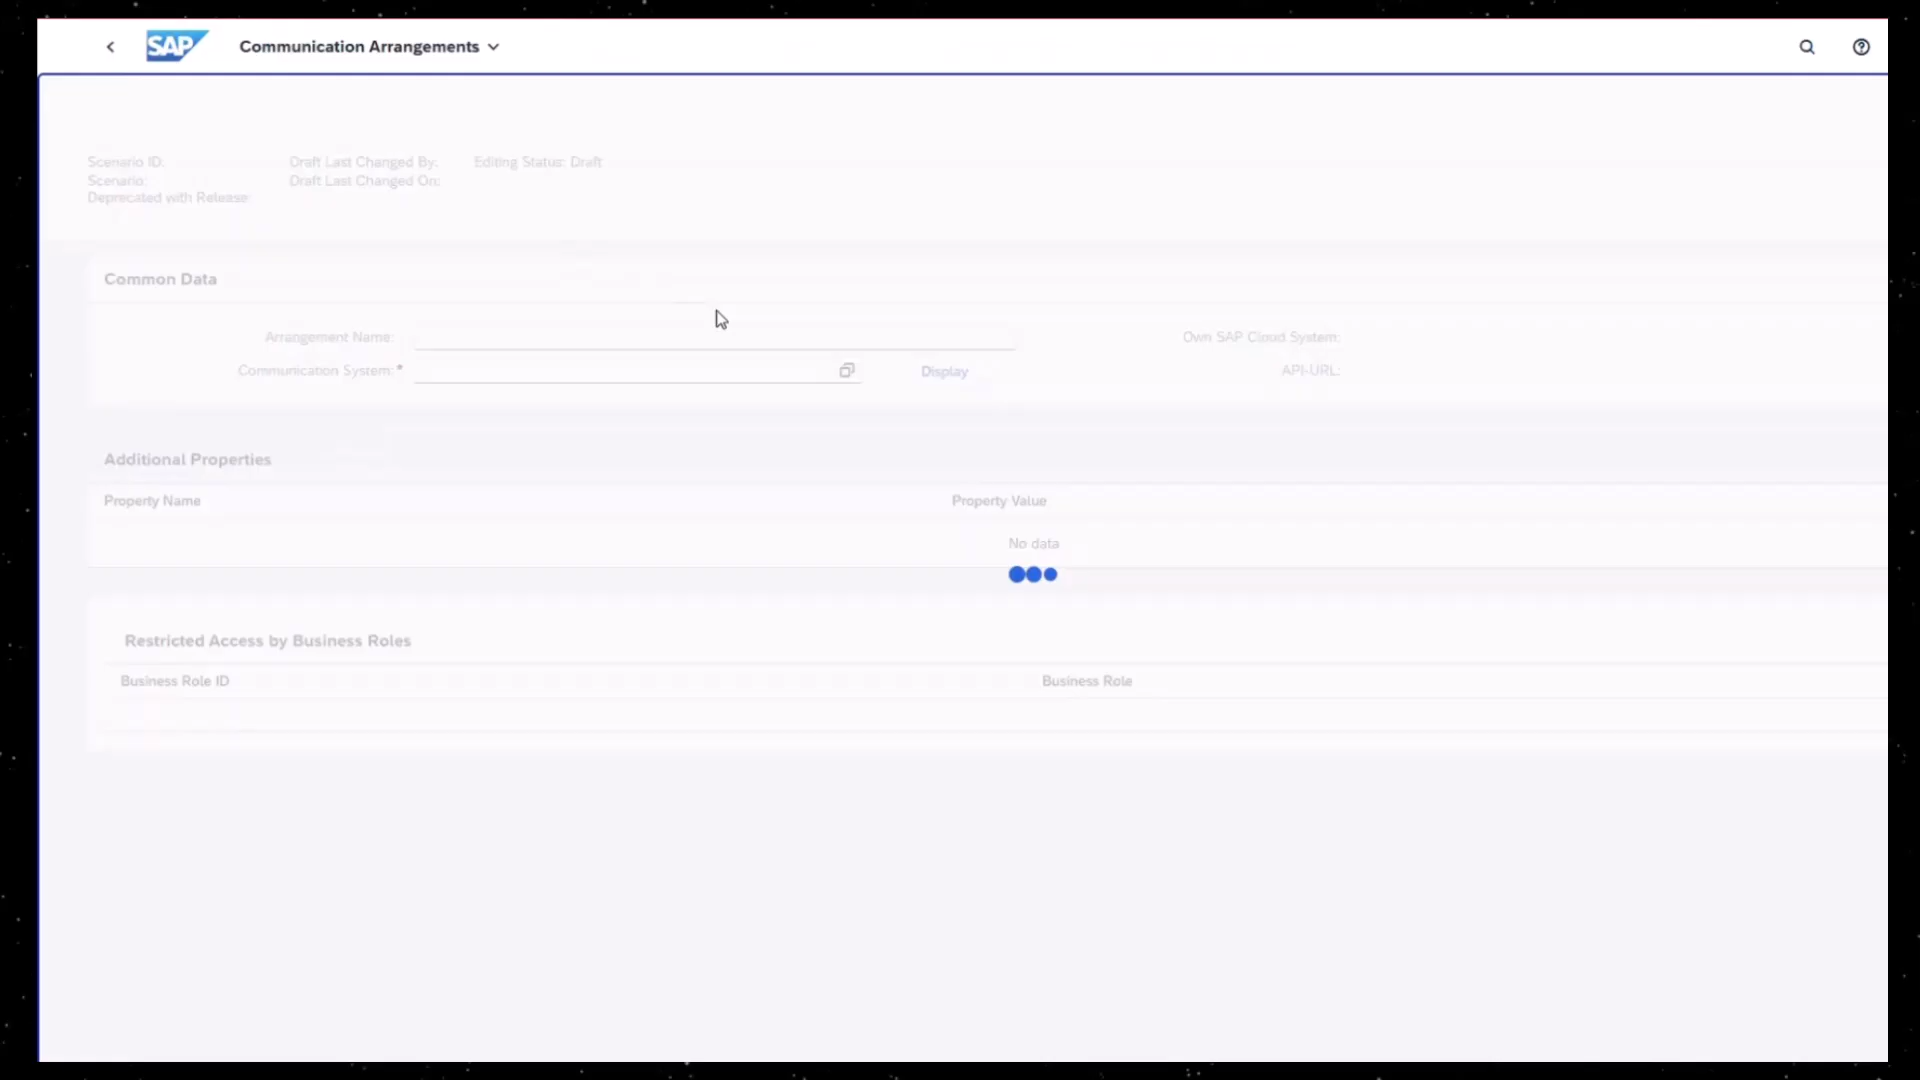 SAP Communication Arrangements
Scenario ID: Draft Last Changed By: Editing Status: Draft
Scenario: Draft Last Changed On:
Deprecated with Release:
Common Data
Arrangement Name: Own SAP Cloud System:
Communication System: * Display API-URL:
Additional Properties
Property Name Property Value
No data
Restricted Access by Business Roles
Business Role ID Business Role